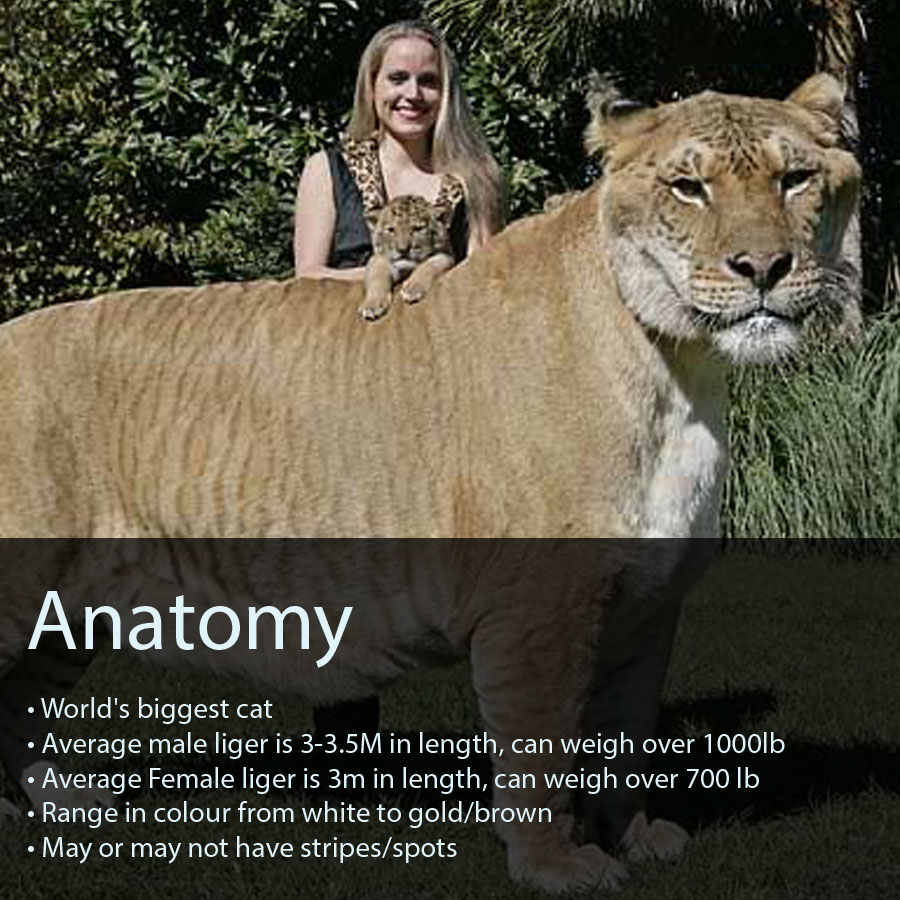 Anatomy
• World's biggest cat
• Average male liger is 3-3.5M in length, can weigh over 1000lb
• Average Female liger is 3m in length, can weigh over 700 lb
• Range in colour from white to gold/brown
• May or may not have stripes/spots